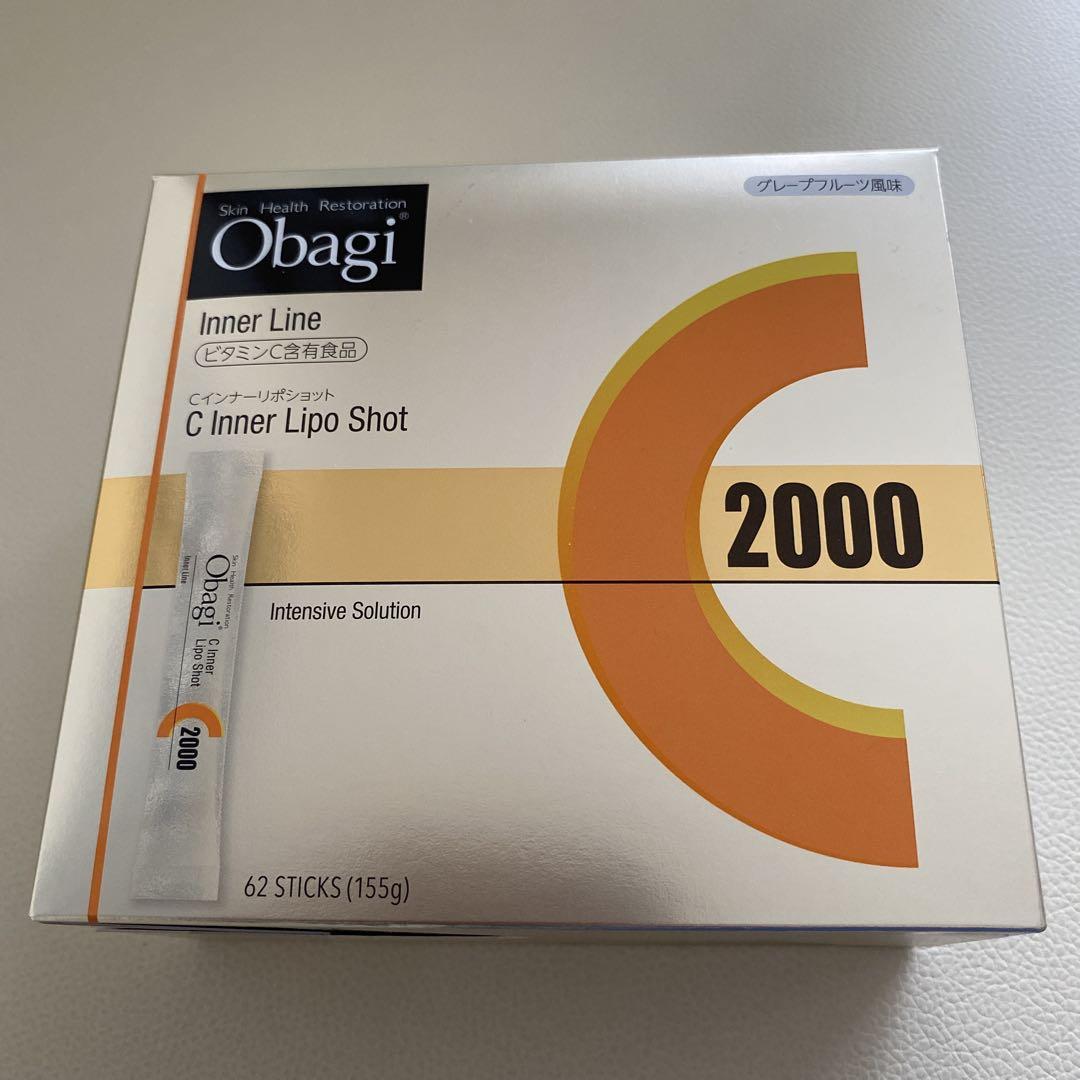 グレープフルーツ風味
Skin Health Restoration
Obagi®
Inner Line
ビタミンC含有食品
Cインナーリポショット
C Inner Lipo Shot
2000
Intensive Solution
Skin Health Restoration
Obagi®
Inner Line
C Inner
Lipo Shot
2000
62 STICKS (155g)